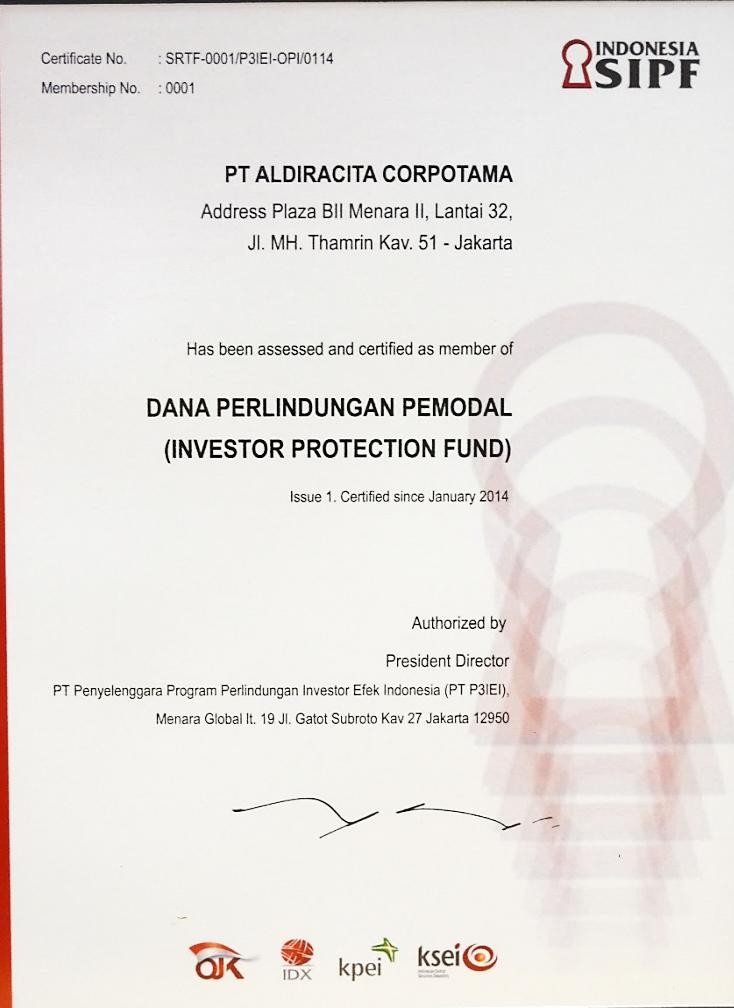 Certificate No. : SRTF-0001/P3IEI-OPI/0114
Membership No. : 0001
INDONESIA
SIPF
PT ALDIRACITA CORPOTAMA
Address Plaza BII Menara II, Lantai 32,
Jl. MH. Thamrin Kav. 51 - Jakarta
Has been assessed and certified as member of
DANA PERLINDUNGAN PEMODAL
(INVESTOR PROTECTION FUND)
Issue 1. Certified since January 2014
Authorized by
President Director
PT Penyelenggara Program Perlindungan Investor Efek Indonesia (PT P3IEI),
Menara Global lt. 19 Jl. Gatot Subroto Kav 27 Jakarta 12950
OJK
IDX
kpei
ksei